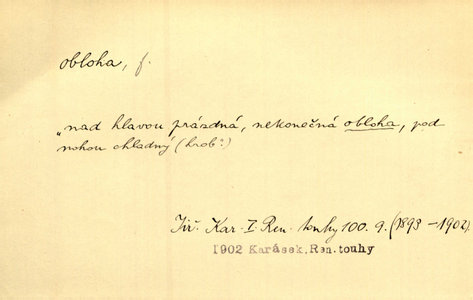 obloha, f.
„nad hlavou prázdná, nekonečná obloha, pod
nohou chladný (hrob?)
Jiř. Kar. I. Ren. touhy 100. 9. (1893–1902).
1902 Karásek, Ren.touhy